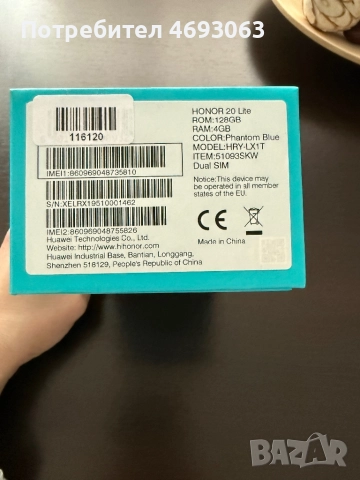 Потребител 4693063
116120
IMEI1:860969048735810
S/N:XELRX19510001462
IMEI2:860969048755826
Huawei Technologies Co., Ltd.
Website: http://www.hihonor.com
Huawei Industrial Base, Bantian, Longgang,
Shenzhen 518129, People's Republic of China
HONOR 20 Lite
ROM:128GB
RAM:4GB
COLOR:Phantom Blue
MODEL:HRY-LX1T
ITEM:51093SKW
Dual SIM
Notice:This device may be
operated in all member
states of the EU.
CE
Made in China
BAZAR